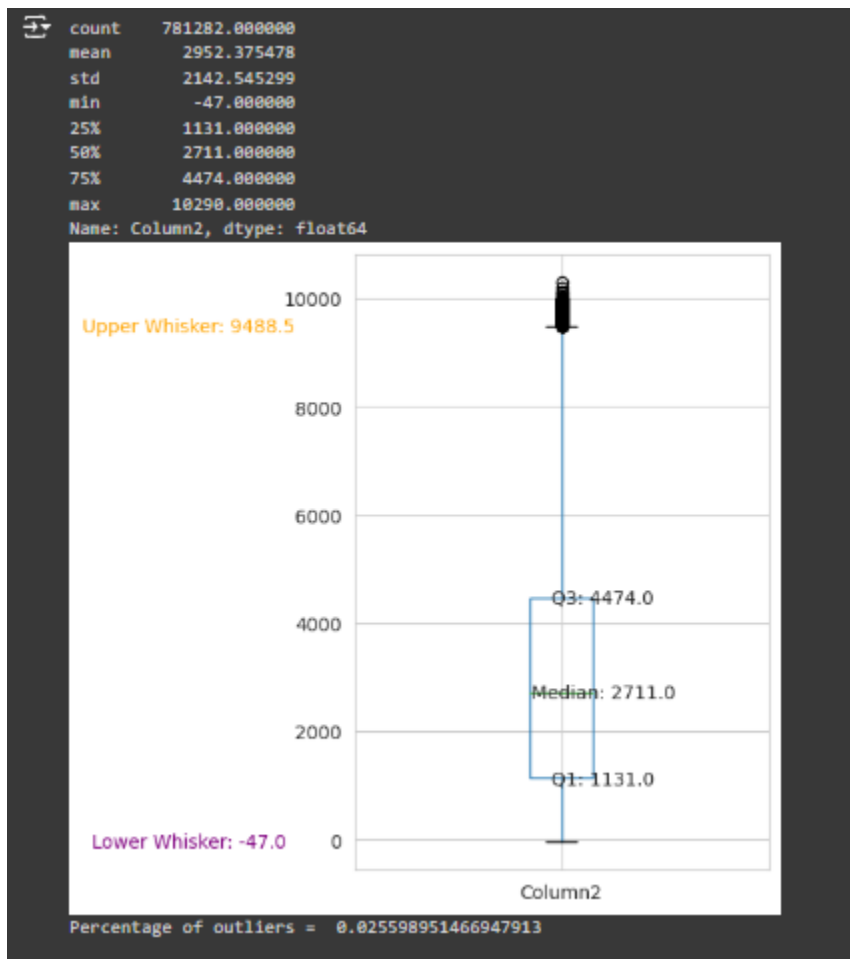 count    781282.000000
mean       2952.375478
std        2142.545299
min         -47.000000
25%        1131.000000
50%        2711.000000
75%        4474.000000
max       10290.000000
Name: Column2, dtype: float64
10000
Upper Whisker: 9488.5
8000
6000
Q3: 4474.0
4000
Median: 2711.0
2000
Q1: 1131.0
Lower Whisker: -47.0
0
Column2
Percentage of outliers =  0.025598951466947913